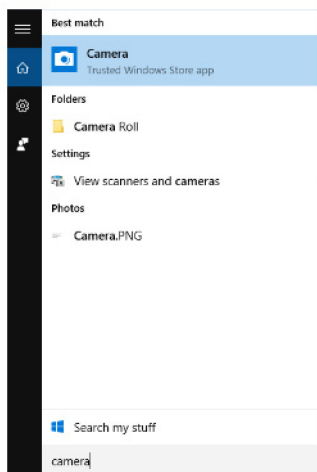 Best match
Camera
Trusted Windows Store app
Folders
Camera Roll
Settings
View scanners and cameras
Photos
Camera.PNG
Search my stuff
camera